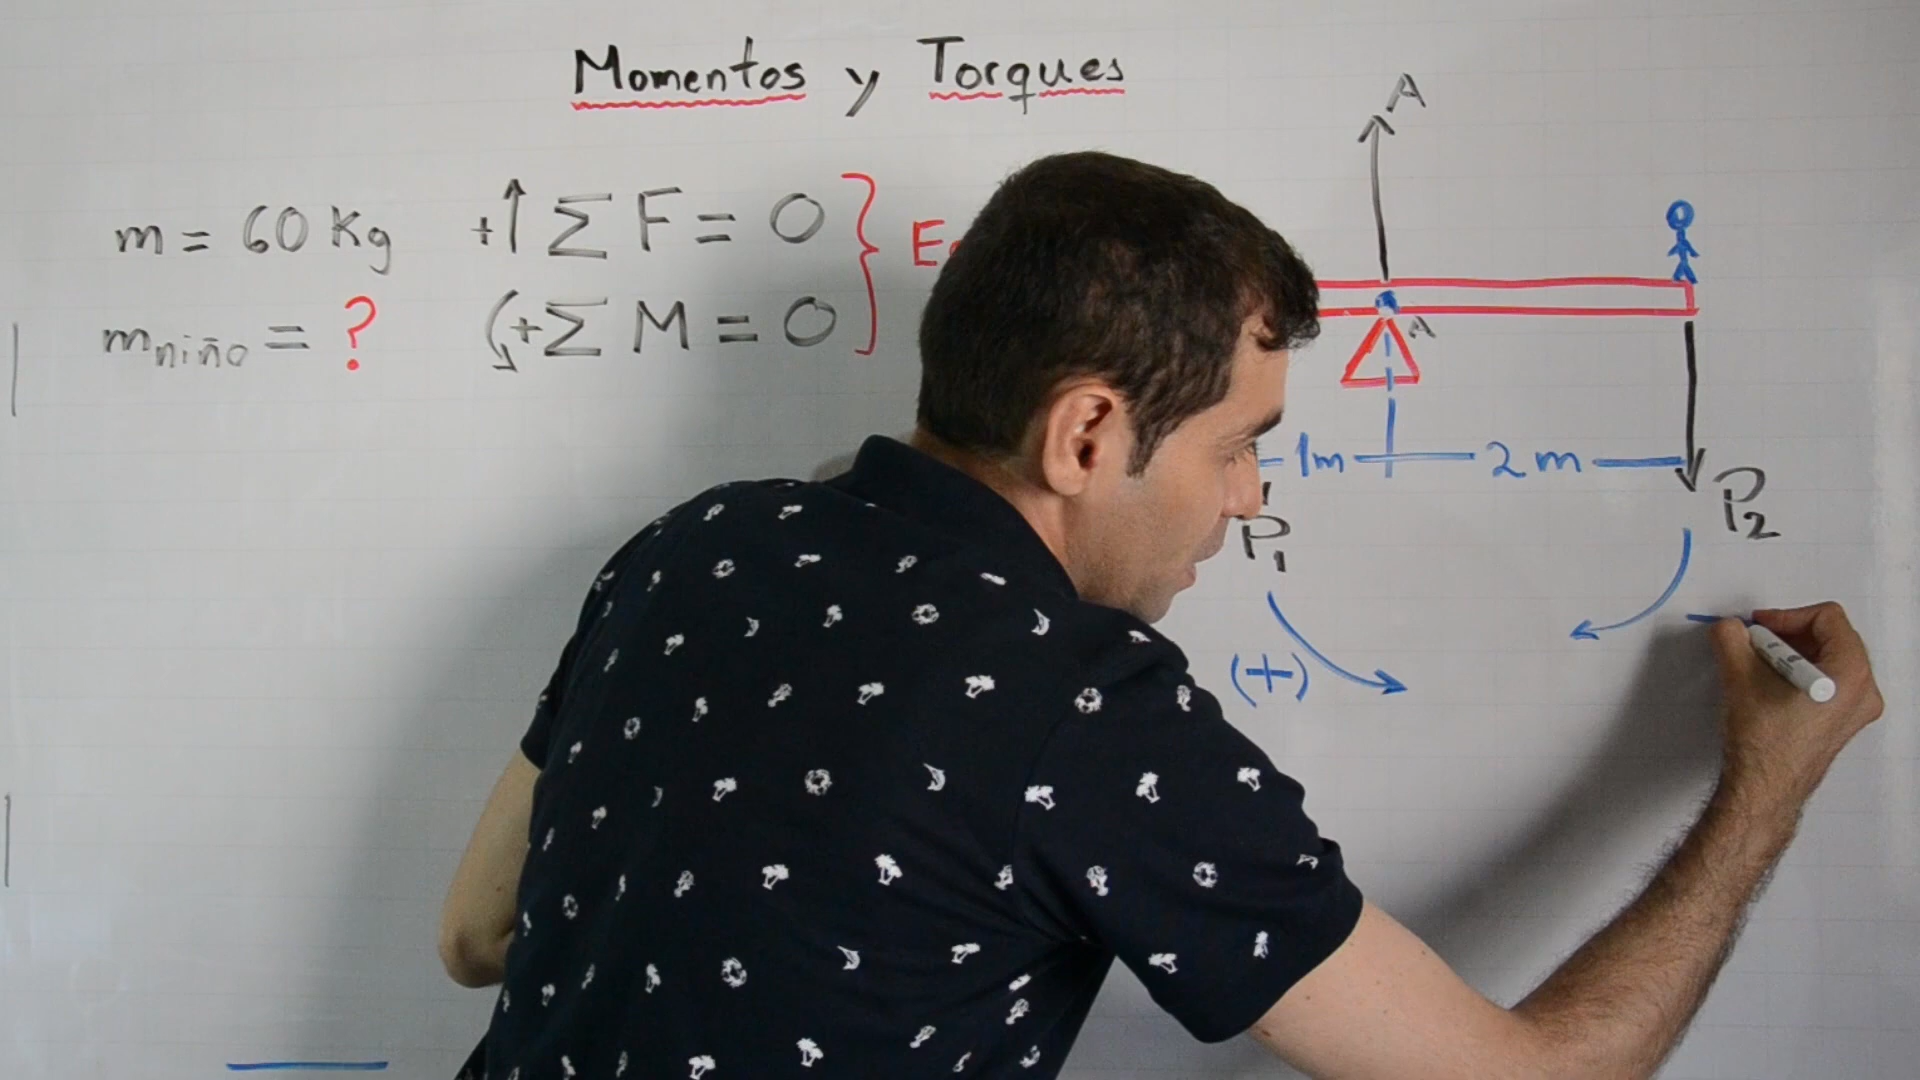 Momentos y Torques
m = 60 Kg
+↑ Σ F = 0
m niño = ?
(+Σ M = 0
A
A
1m
2m
P1
P2
(+)